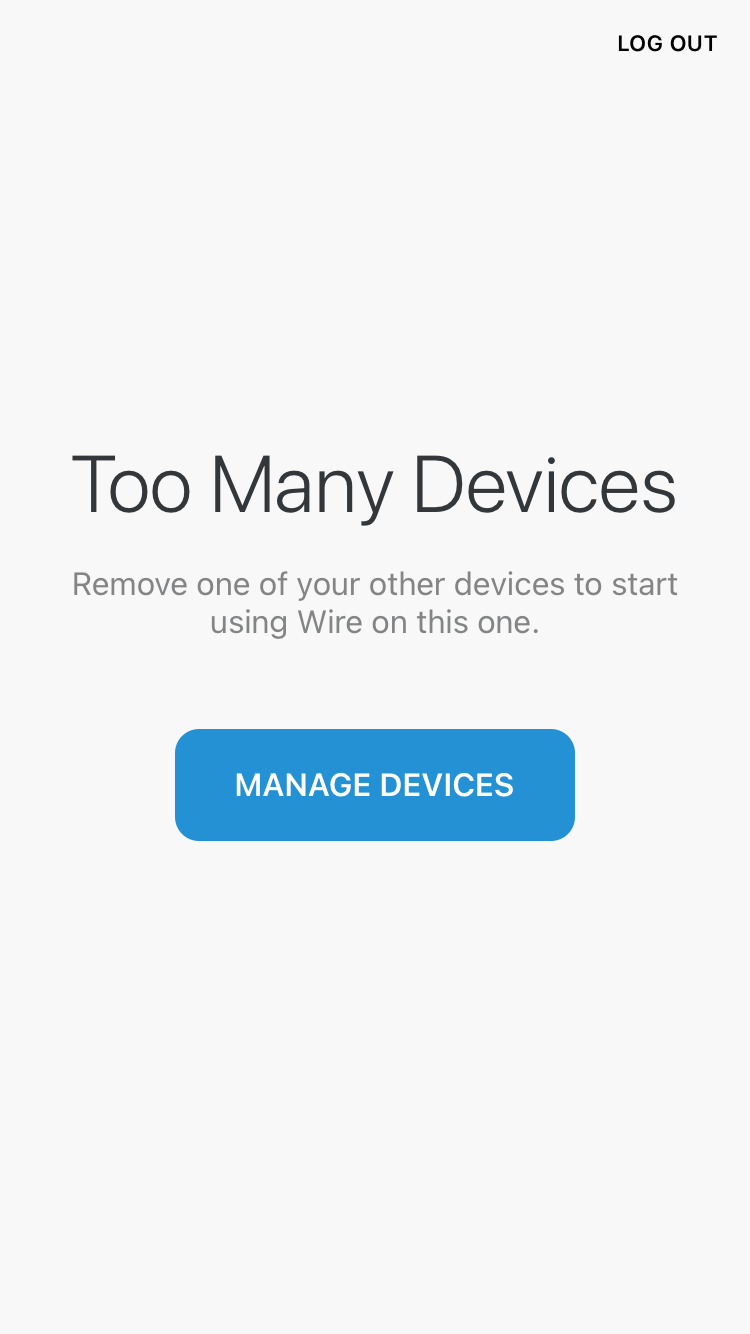 LOG OUT
Too Many Devices
Remove one of your other devices to start
using Wire on this one.
MANAGE DEVICES